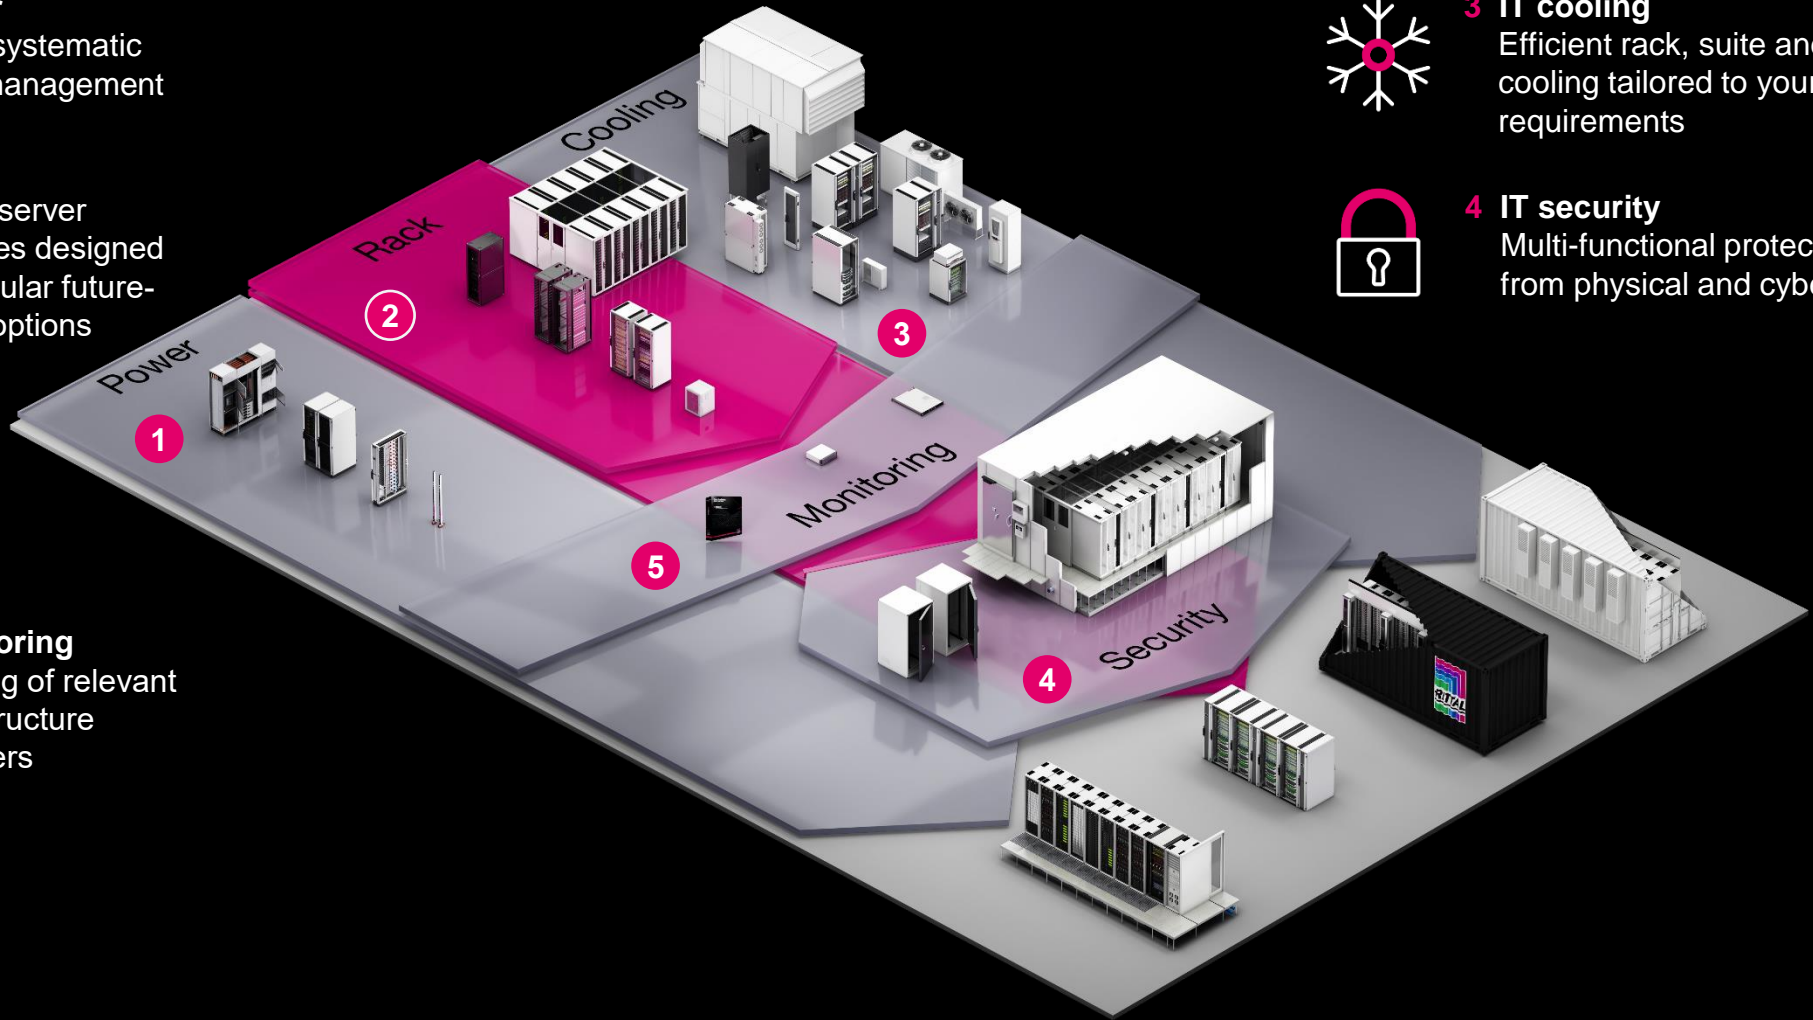 systematic
management
server
es designed
ular future-
options
oring
g of relevant
ructure
ers
Power
1
Rack
2
Cooling
3
Monitoring
5
Security
4
RITTAL
3 IT cooling
Efficient rack, suite and
cooling tailored to your
requirements
4 IT security
Multi-functional protec
from physical and cybe